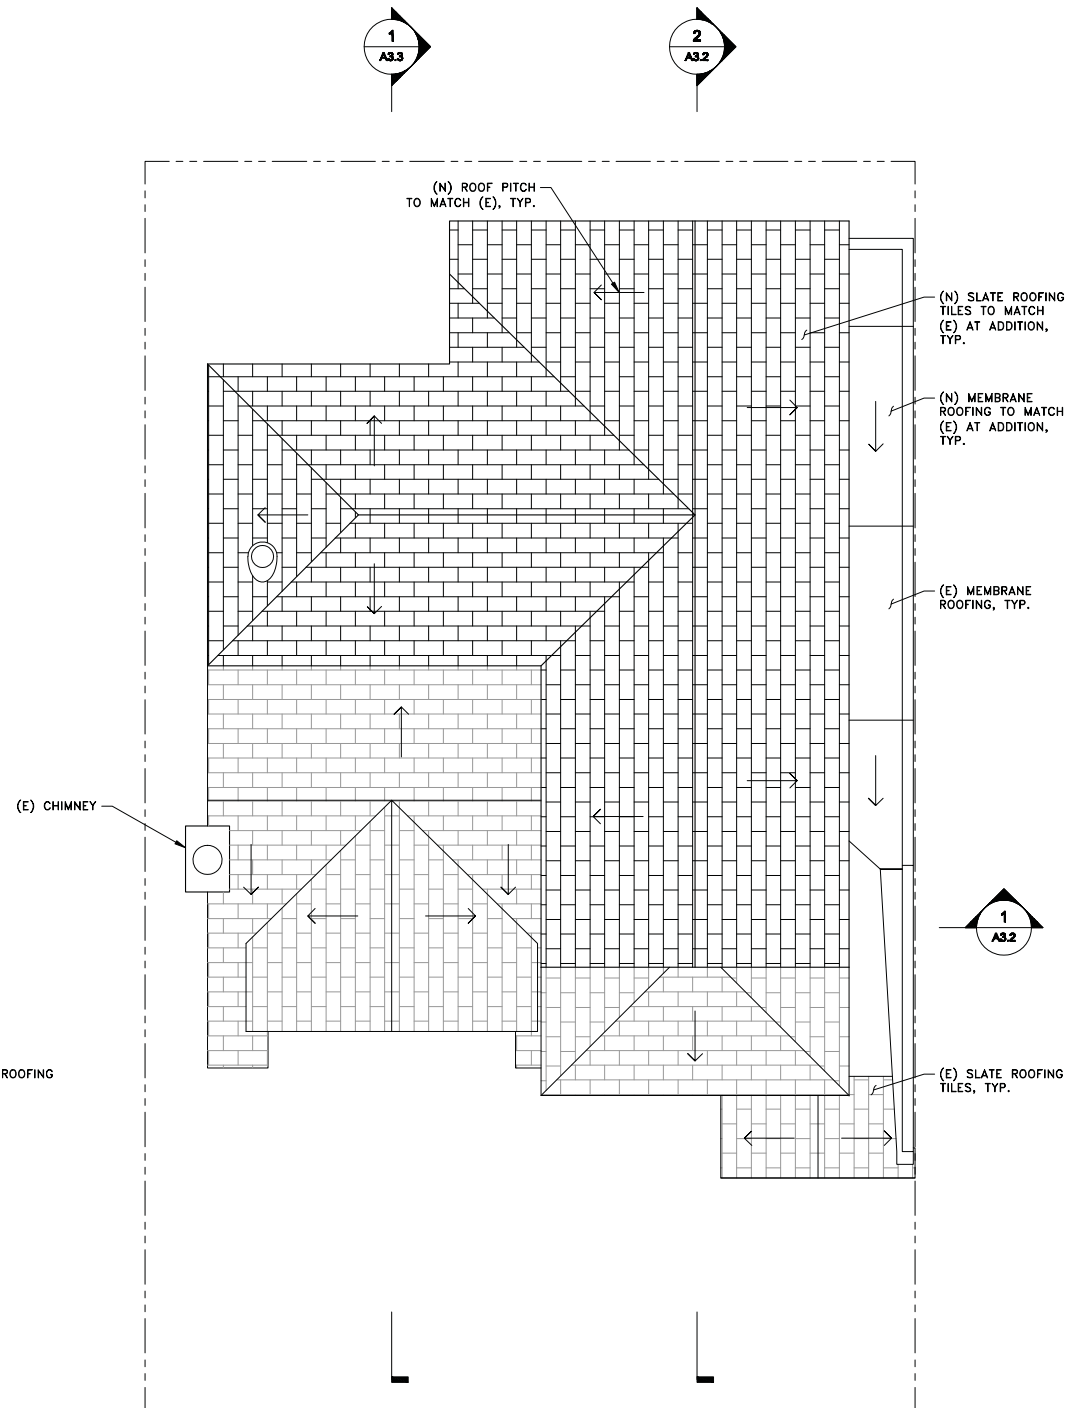 1
A3.3
2
A3.2
(N) ROOF PITCH
TO MATCH (E), TYP.
(N) SLATE ROOFING
TILES TO MATCH
(E) AT ADDITION,
TYP.
(N) MEMBRANE
ROOFING TO MATCH
(E) AT ADDITION,
TYP.
(E) MEMBRANE
ROOFING, TYP.
(E) CHIMNEY
1
A3.2
ROOFING
(E) SLATE ROOFING
TILES, TYP.